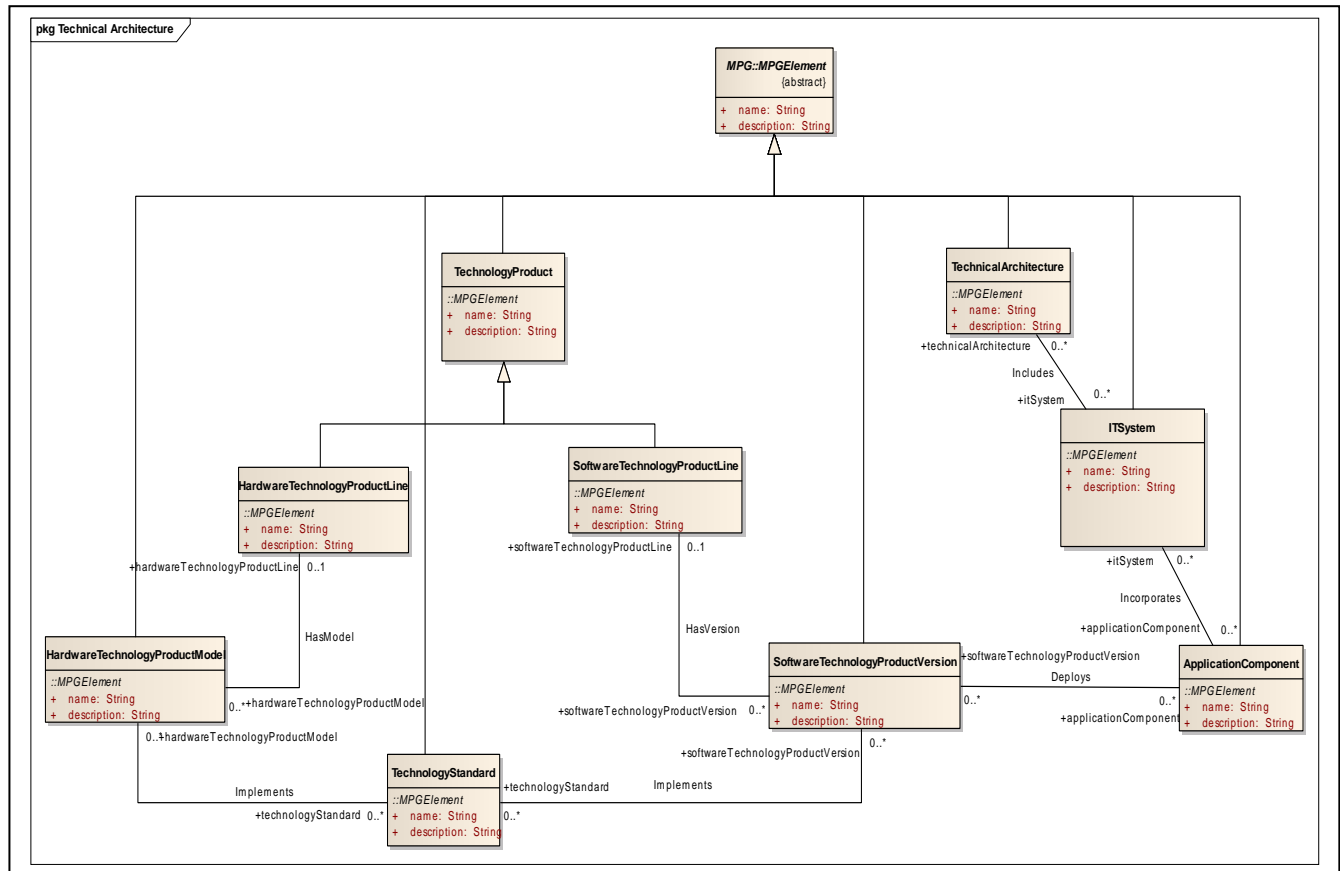 pkg Technical Architecture
MPG::MPGElement
{abstract}
+ name: String
+ description: String
TechnologyProduct
::MPGElement
+ name: String
+ description: String
TechnicalArchitecture
::MPGElement
+ name: String
+ description: String
+technicalArchitecture 0..*
Includes
0..*
+itSystem
ITSystem
::MPGElement
+ name: String
+ description: String
HardwareTechnologyProductLine
::MPGElement
+ name: String
+ description: String
+hardwareTechnologyProductLine 0..1
SoftwareTechnologyProductLine
::MPGElement
+ name: String
+ description: String
+softwareTechnologyProductLine 0..1
+itSystem 0..*
Incorporates
+applicationComponent 0..*
HasModel
HasVersion
HardwareTechnologyProductModel
::MPGElement
+ name: String
+ description: String
0..* +hardwareTechnologyProductModel
0..* +hardwareTechnologyProductModel
SoftwareTechnologyProductVersion
::MPGElement
+ name: String
+ description: String
+softwareTechnologyProductVersion
Deploys
0..*
0..*
+applicationComponent
ApplicationComponent
::MPGElement
+ name: String
+ description: String
+softwareTechnologyProductVersion 0..*
+softwareTechnologyProductVersion 0..*
TechnologyStandard
::MPGElement
+ name: String
+ description: String
Implements
+technologyStandard 0..*
+technologyStandard
0..*
Implements